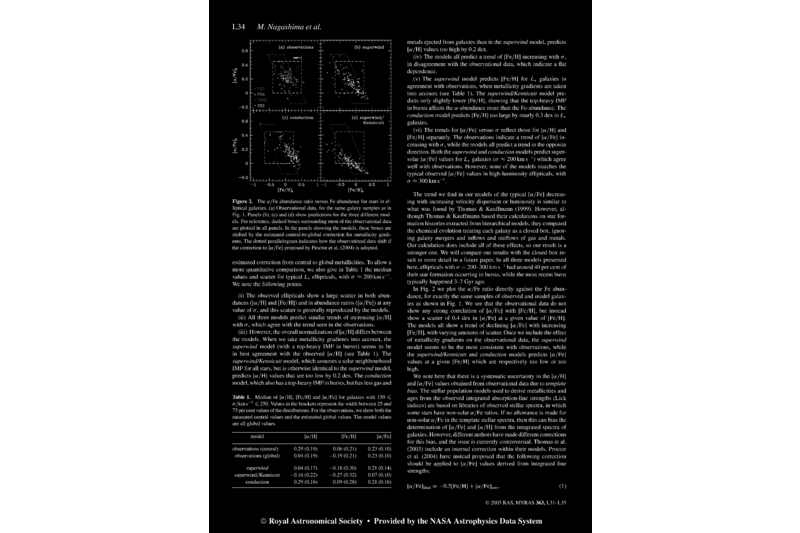 L34 M. Nagashima et al.
(a) observations
(b) superwind
(c) conduction
(d) superwind/
Kennicutt
[α/Fe]*
[Fe/H]*
Figure 2. The α/Fe abundance ratio versus Fe abundance for stars in el-
liptical galaxies. (a) Observational data, for the same galaxy samples as in
Fig. 1. Panels (b), (c) and (d) show predictions for the three different mod-
els. For reference, dashed boxes surrounding most of the observational data
are plotted in all panels. In the panels showing the models, these boxes are
shifted by the estimated central-to-global correction for metallicity gradi-
ents. The dotted parallelogram indicates how the observational data shift if
the correction to [α/Fe] proposed by Proctor et al. (2004) is adopted.
estimated correction from central to global metallicities. To allow a
more quantitative comparison, we also give in Table 1 the median
values and scatter for typical L* ellipticals, with σ ≈ 200 km s⁻¹.
We note the following points.
(i) The observed ellipticals show a large scatter in both abun-
dances ([α/H] and [Fe/H]) and in abundance ratios ([α/Fe]) at any
value of σ, and this scatter is generally reproduced by the models.
(ii) All three models predict similar trends of increasing [α/H]
with σ, which agree with the trend seen in the observations.
(iii) However, the overall normalization of [α/H] differs between
the models. When we take metallicity gradients into account, the
superwind model (with a top-heavy IMF in bursts) seems to be
in best agreement with the observed [α/H] (see Table 1). The
superwind/Kennicutt model, which assumes a solar neighbourhood
IMF for all stars, but is otherwise identical to the superwind model,
predicts [α/H] values that are too low by 0.2 dex. The conduction
model, which also has a top-heavy IMF in bursts, but has less gas and
Table 1. Median of [α/H], [Fe/H] and [α/Fe] for galaxies with 150 ⩽
σ/km s⁻¹ ⩽ 250. Values in the brackets represent the width between 25 and
75 per cent values of the distributions. For the observations, we show both the
measured central values and the estimated global values. The model values
are all global values.
model [α/H] [Fe/H] [α/Fe]
observations (central) 0.29 (0.19) 0.06 (0.21) 0.23 (0.10)
observations (global) 0.04 (0.19) −0.19 (0.21) 0.23 (0.10)
superwind 0.04 (0.17) −0.18 (0.30) 0.21 (0.14)
superwind/Kennicutt −0.16 (0.22) −0.27 (0.32) 0.07 (0.10)
conduction 0.29 (0.16) 0.09 (0.28) 0.21 (0.16)
metals ejected from galaxies than in the superwind model, predicts
[α/H] values too high by 0.2 dex.
(iv) The models all predict a trend of [Fe/H] increasing with σ,
in disagreement with the observational data, which indicate a flat
dependence.
(v) The superwind model predicts [Fe/H] for L* galaxies in
agreement with observations, when metallicity gradients are taken
into account (see Table 1). The superwind/Kennicutt model pre-
dicts only slightly lower [Fe/H], showing that the top-heavy IMF
in bursts affects the α-abundance more than the Fe-abundance. The
conduction model predicts [Fe/H] too large by nearly 0.3 dex in L*
galaxies.
(vi) The trends for [α/Fe] versus σ reflect those for [α/H] and
[Fe/H] separately. The observations indicate a trend of [α/Fe] in-
creasing with σ, while the models all predict a trend in the opposite
direction. Both the superwind and conduction models predict super-
solar [α/Fe] values for L* galaxies (σ ≈ 200 km s⁻¹) which agree
well with observations. However, none of the models matches the
typical observed [α/Fe] values in high-luminosity ellipticals, with
σ ≈ 300 km s⁻¹.
The trend we find in our models of the typical [α/Fe] decreas-
ing with increasing velocity dispersion or luminosity is similar to
what was found by Thomas & Kauffmann (1999). However, al-
though Thomas & Kauffmann based their calculations on star for-
mation histories extracted from hierarchical models, they computed
the chemical evolution treating each galaxy as a closed box, ignor-
ing galaxy mergers and inflows and outflows of gas and metals.
Our calculation does include all of these effects, so our result is a
stronger one. We will compare our results with the closed box re-
sult in more detail in a future paper. In all three models presented
here, ellipticals with σ = 200–300 km s⁻¹ had around 40 per cent of
their star formation occurring in bursts, while the most recent burst
typically happened 3–7 Gyr ago.
In Fig. 2 we plot the α/Fe ratio directly against the Fe abun-
dance, for exactly the same samples of observed and model galax-
ies as shown in Fig. 1. We see that the observational data do not
show any strong correlation of [α/Fe] with [Fe/H], but instead
show a scatter of 0.4 dex in [α/Fe] at a given value of [Fe/H].
The models all show a trend of declining [α/Fe] with increasing
[Fe/H], with varying amounts of scatter. Once we include the effect
of metallicity gradients on the observational data, the superwind
model seems to be the most consistent with observations, while
the superwind/Kennicutt and conduction models predicts [α/Fe]
values at a given [Fe/H] which are respectively too low or too
high.
We note here that there is a systematic uncertainty in the [α/H]
and [α/Fe] values obtained from observational data due to template
bias. The stellar population models used to derive metallicities and
ages from the observed integrated absorption-line strengths (Lick
indices) are based on libraries of observed stellar spectra, in which
some stars have non-solar α/Fe ratios. If no allowance is made for
non-solar α/Fe in the template stellar spectra, then this can bias the
determination of [α/Fe] and [α/H] from the integrated spectra of
galaxies. However, different authors have made different corrections
for this bias, and the issue is currently controversial. Thomas et al.
(2003) include an internal correction within their models. Proctor
et al. (2004) have instead proposed that the following correction
should be applied to [α/Fe] values derived from integrated line
strengths:
© 2005 RAS, MNRAS 363, L31–L35
© Royal Astronomical Society • Provided by the NASA Astrophysics Data System